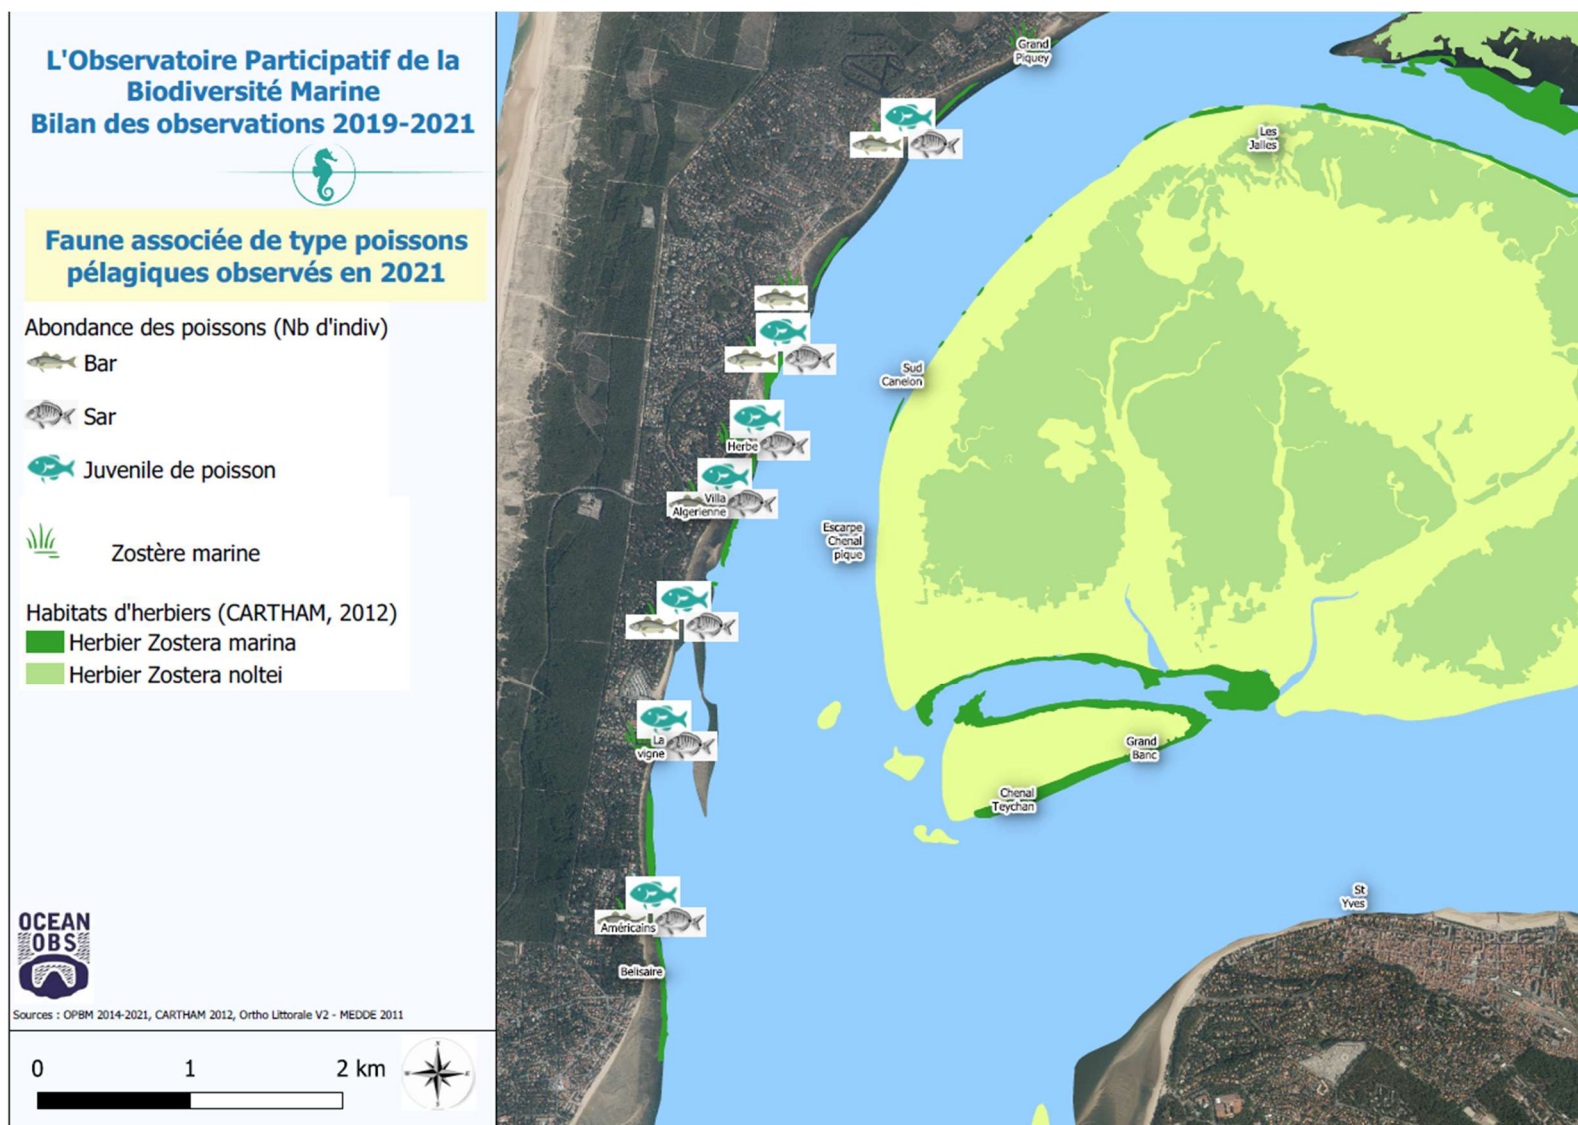 L'Observatoire Participatif de la
Biodiversité Marine
Bilan des observations 2019-2021
Faune associée de type poissons
pélagiques observés en 2021
Abondance des poissons (Nb d'indiv)
Bar
Sar
Juvenile de poisson
Zostère marine
Habitats d'herbiers (CARTHAM, 2012)
Herbier Zostera marina
Herbier Zostera noltei
OCEAN
OBS
Sources : OPBM 2014-2021, CARTHAM 2012, Ortho Littorale V2 - MEDDE 2011
0 1 2 km
N
W E
S
Grand
Piquey
Les
Jalles
Sud
Canelon
Herbe
Villa
Algerienne
Escarpe
Chenal
pique
La
vigne
Grand
Banc
Chenal
Teychan
St
Yves
Américains
Belisaire